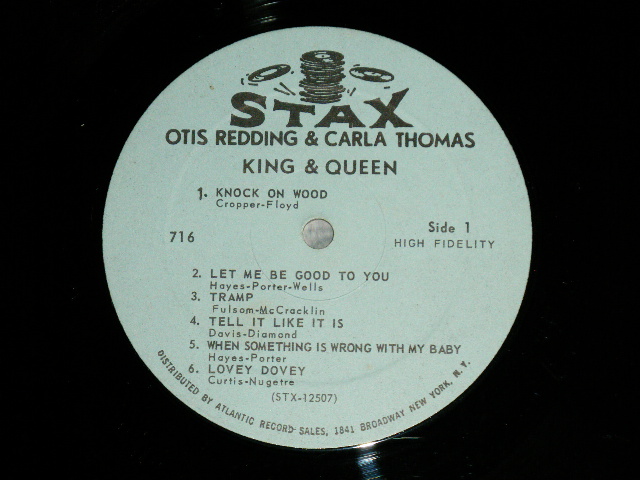 STAX
OTIS REDDING & CARLA THOMAS
KING & QUEEN
1. KNOCK ON WOOD
Cropper-Floyd
716
Side 1
HIGH FIDELITY
2. LET ME BE GOOD TO YOU
Hayes-Porter-Wells
3. TRAMP
Fulsom-McCracklin
4. TELL IT LIKE IT IS
Davis-Diamond
5. WHEN SOMETHING IS WRONG WITH MY BABY
Hayes-Porter
6. LOVEY DOVEY
Curtis-Nugetre
(STX-12507)
DISTRIBUTED BY ATLANTIC RECORD SALES, 1841 BROADWAY NEW YORK, N.Y.